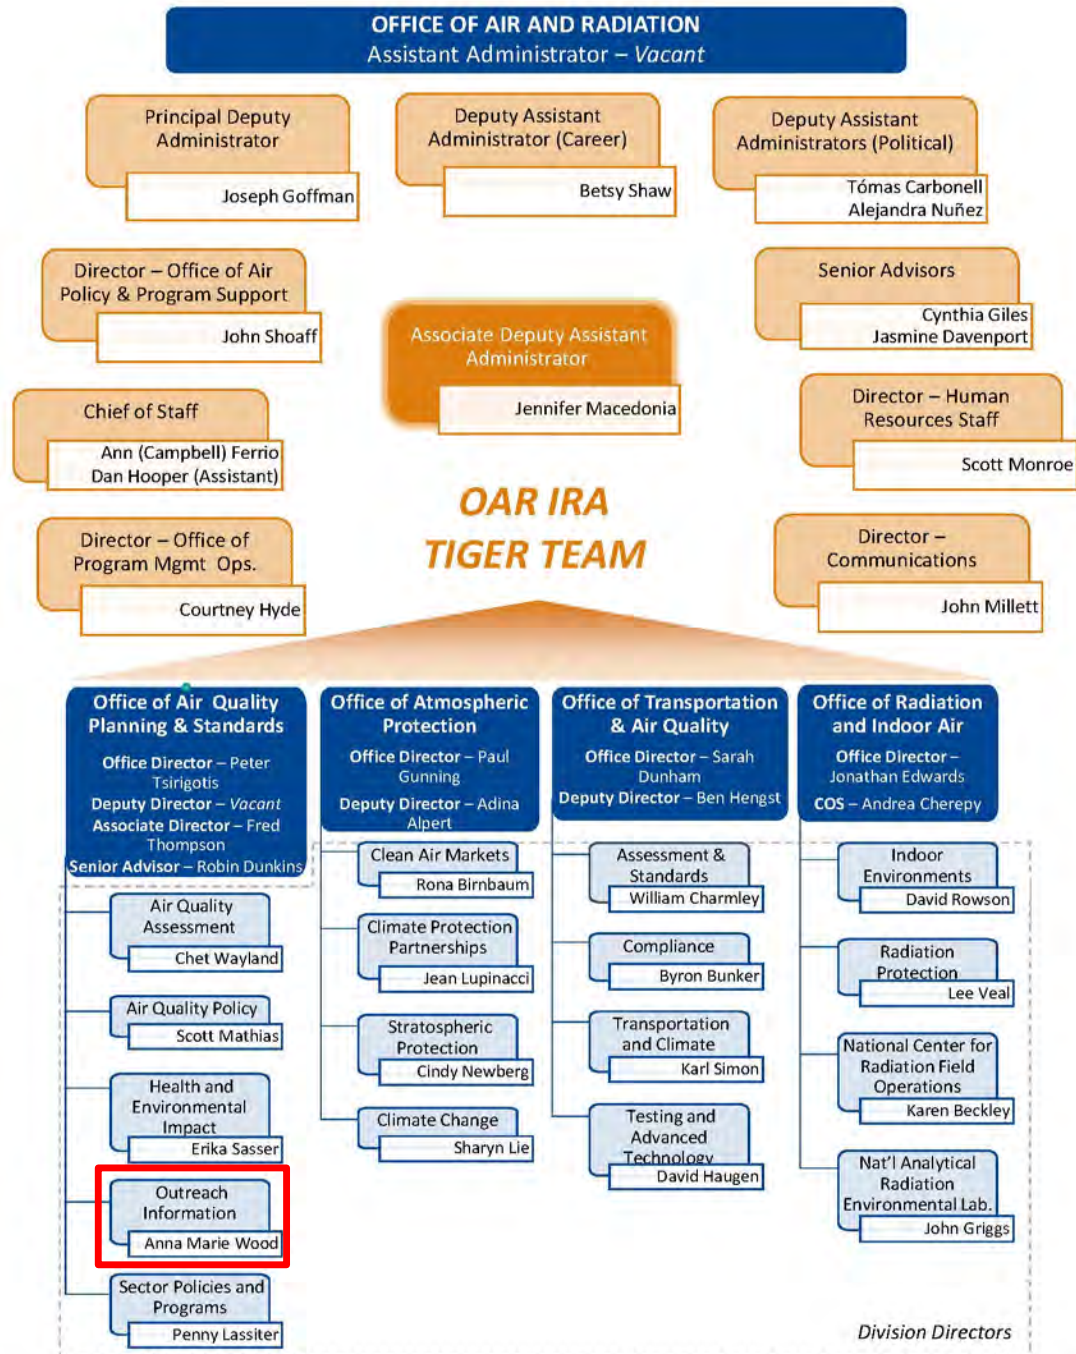 OFFICE OF AIR AND RADIATION
Assistant Administrator – Vacant
Principal Deputy
Administrator
Joseph Goffman
Deputy Assistant
Administrator (Career)
Betsy Shaw
Deputy Assistant
Administrators (Political)
Tómas Carbonell
Alejandra Nuñez
Director – Office of Air
Policy & Program Support
John Shoaff
Associate Deputy Assistant
Administrator
Jennifer Macedonia
Senior Advisors
Cynthia Giles
Jasmine Davenport
Chief of Staff
Ann (Campbell) Ferrio
Dan Hooper (Assistant)
Director – Human
Resources Staff
Scott Monroe
OAR IRA
TIGER TEAM
Director – Office of
Program Mgmt Ops.
Courtney Hyde
Director –
Communications
John Millett
Office of Air Quality
Planning & Standards
Office Director – Peter
Tsirigotis
Deputy Director – Vacant
Associate Director – Fred
Thompson
Senior Advisor – Robin Dunkins
Air Quality
Assessment
Chet Wayland
Air Quality Policy
Scott Mathias
Health and
Environmental
Impact
Erika Sasser
Outreach
Information
Anna Marie Wood
Sector Policies and
Programs
Penny Lassiter
Office of Atmospheric
Protection
Office Director – Paul
Gunning
Deputy Director – Adina
Alpert
Clean Air Markets
Rona Birnbaum
Climate Protection
Partnerships
Jean Lupinacci
Stratospheric
Protection
Cindy Newberg
Climate Change
Sharyn Lie
Office of Transportation
& Air Quality
Office Director – Sarah
Dunham
Deputy Director – Ben Hengst
Assessment &
Standards
William Charmley
Compliance
Byron Bunker
Transportation
and Climate
Karl Simon
Testing and
Advanced
Technology
David Haugen
Office of Radiation
and Indoor Air
Office Director –
Jonathan Edwards
COS – Andrea Cherepy
Indoor
Environments
David Rowson
Radiation
Protection
Lee Veal
National Center for
Radiation Field
Operations
Karen Beckley
Nat'l Analytical
Radiation
Environmental Lab.
John Griggs
Division Directors